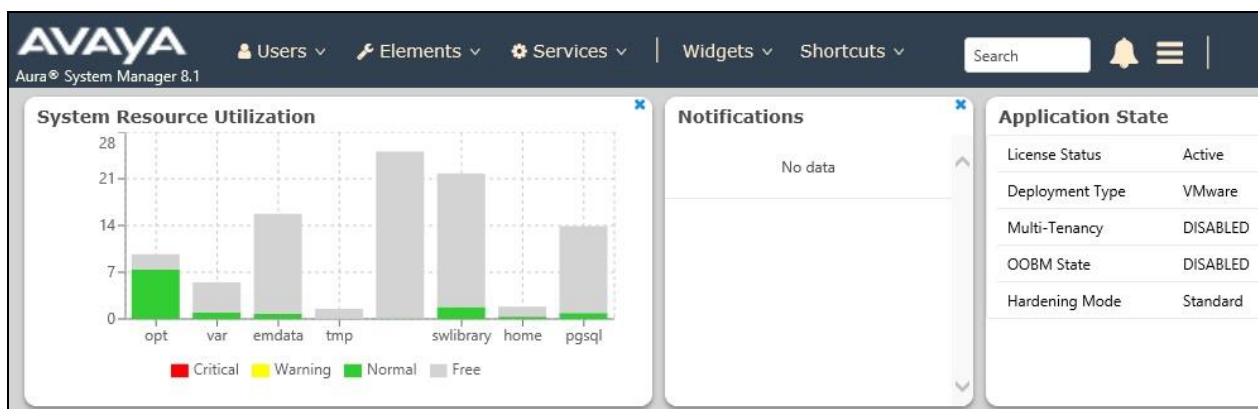 AVAYA
Aura® System Manager 8.1
Users
Elements
Services
Widgets
Shortcuts
Search
System Resource Utilization
28
21
14
7
0
opt var emdata tmp swlibrary home pgsql
Critical Warning Normal Free
Notifications
No data
Application State
License Status Active
Deployment Type VMware
Multi-Tenancy DISABLED
OOBM State DISABLED
Hardening Mode Standard